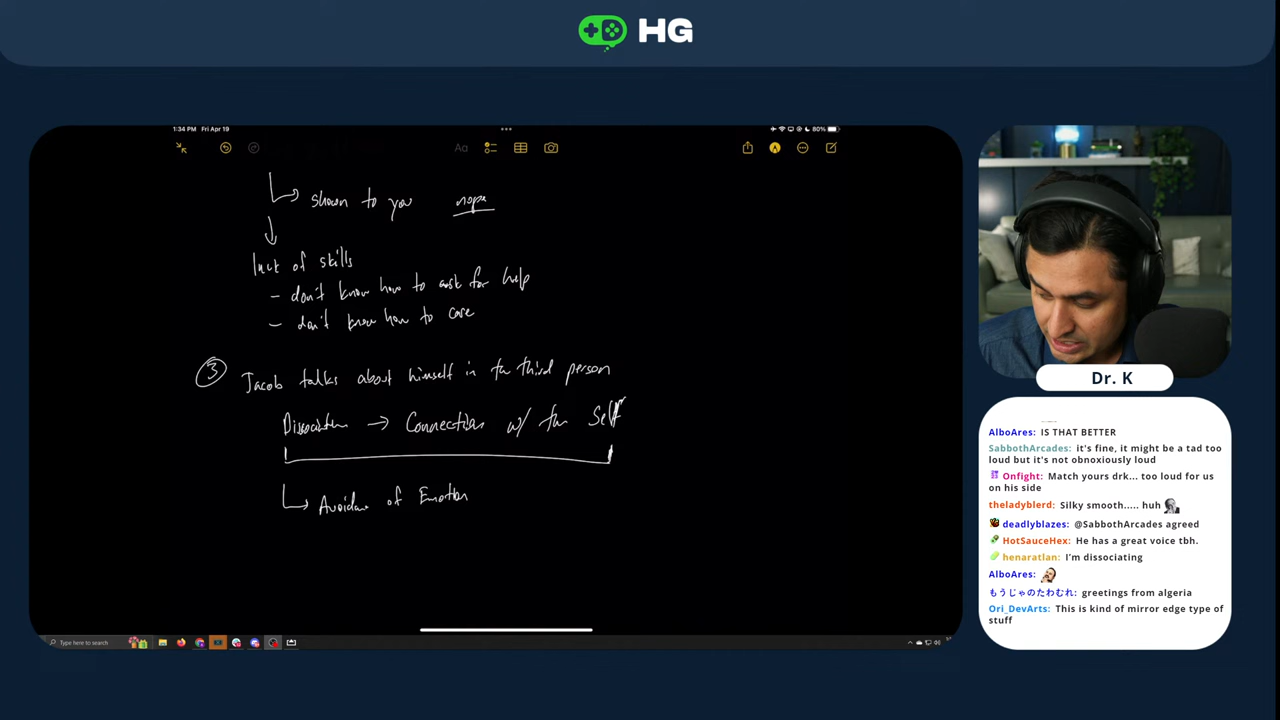 HG
1:34 PM Fri Apr 19
80%
Aa
shown to you nope
lack of skills
- don't know how to ask for help
- don't know how to care
3 Jacob talks about himself in the third person
Dissociation → Connection w/ the Self
Avoidance of Emotion
Type here to search
Dr. K
AlboAres: IS THAT BETTER
SabbothArcades: it's fine, it might be a tad too
loud but it's not obnoxiously loud
Onfight: Match yours drk... too loud for us
on his side
theladyblerd: Silky smooth..... huh
deadlyblazes: @SabbothArcades agreed
HotSauceHex: He has a great voice tbh.
henaratlan: I'm dissociating
AlboAres:
もうじゃのたわむれ: greetings from algeria
Ori_DevArts: This is kind of mirror edge type of
stuff